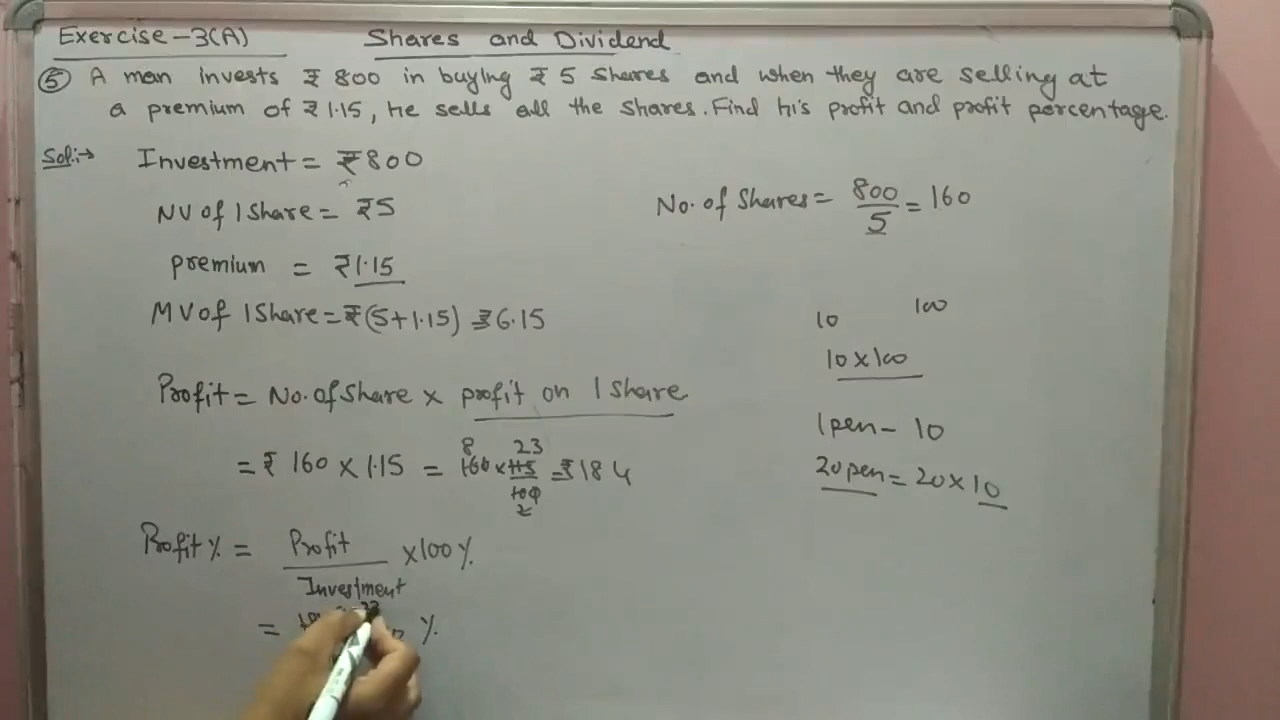 Exercise-3(A) Shares and Dividend
⑤ A man invests ₹ 800 in buying ₹ 5 shares and when they are selling at
a premium of ₹ 1.15, he sells all the shares. Find his profit and profit percentage.
Sol:→ Investment = ₹800
NV of 1 Share = ₹5
No. of Shares = 800/5 = 160
premium = ₹1.15
MV of 1 Share = ₹(5+1.15) = ₹6.15
10 100
10×100
Profit = No. of Share × profit on 1 Share
1 pen - 10
= ₹ 160 × 1.15 = 160 × 115/100 = ₹184
8 23
2
20 pen = 20 × 10
Profit % = Profit/Investment ×100%
= %